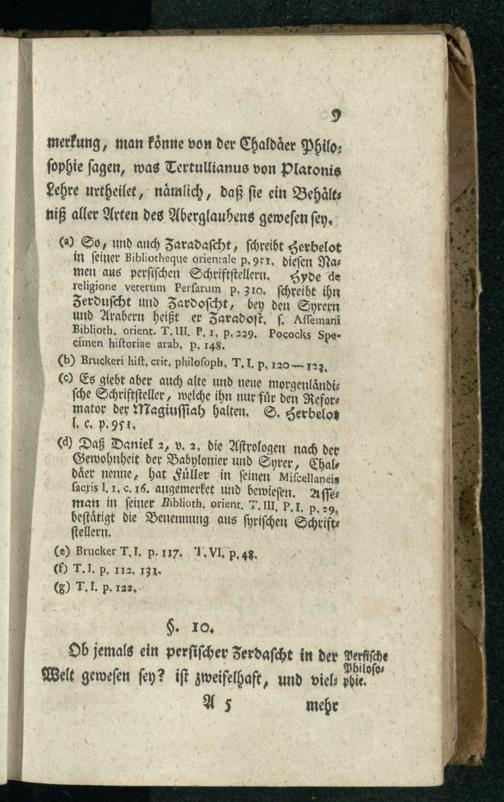 9
merkung, man könne von der Chaldäer Philo-
sophie sagen, was Tertullianus von Platonis
Lehre urtheilet, nämlich, daß sie ein Behält-
niß aller Arten des Aberglaubens gewesen sey.
(a) So, und auch Zaradascht, schreibt Herbelot
in seiner Bibliotheque orientale p. 951. diesen Na-
men aus persischen Schriftstellern. Hyde de
religione veterum Persarum p. 310. schreibt ihn
Zerduscht und Zardoscht, bey den Syrern
und Arabern heißt er Zaradost. s. Assemani
Biblioth. orient. T. III. P. 1, p. 229. Pococks Spe-
cimen historiae arab. p. 148.
(b) Bruckeri hist. crit. philosoph. T. I. p. 120—123.
(c) Es giebt aber auch alte und neue morgenländi-
sche Schriftsteller, welche ihn nur für den Refor-
mator der Magiussiah halten. S. Herbelot
l. c. p. 951.
(d) Daß Daniel 2, v. 2. die Astrologen nach der
Gewohnheit der Babylonier und Syrer, Chal-
däer nenne, hat Füller in seinen Miscellaneis
sacris l. 1. c. 16. angemerket und bewiesen. Asse-
man in seiner Biblioth. orient. T. III, P. I. p. 29.
bestätigt die Benennung aus syrischen Schrift-
stellern.
(e) Brucker T. I. p. 117. T. VI. p. 48.
(f) T. I. p. 112. 131.
(g) T. I. p. 122.
§. 10.
Ob jemals ein persischer Zerdascht in der
Welt gewesen sey? ist zweifelhaft, und viel-
Persische
Philoso-
phie.
A 5 mehr